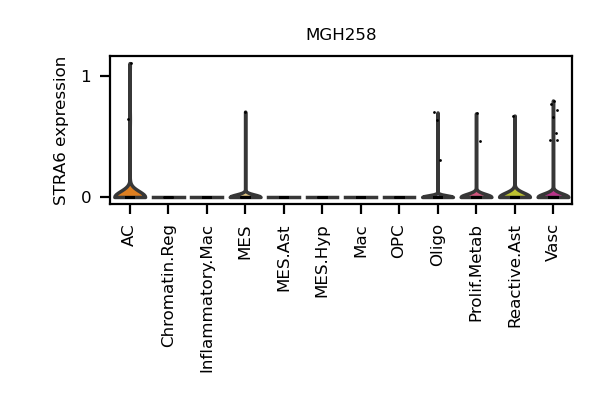 MGH258
STRA6 expression
1
0
AC
Chromatin.Reg
Inflammatory.Mac
MES
MES.Ast
MES.Hyp
Mac
OPC
Oligo
Prolif.Metab
Reactive.Ast
Vasc